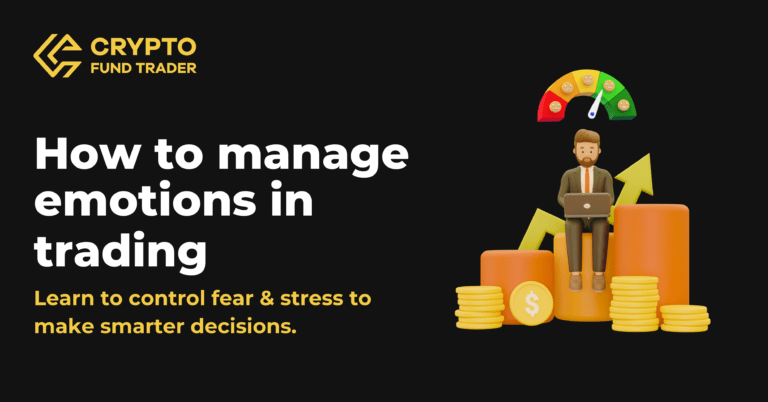 CRYPTO
FUND TRADER
How to manage
emotions in
trading
Learn to control fear & stress to
make smarter decisions.
$